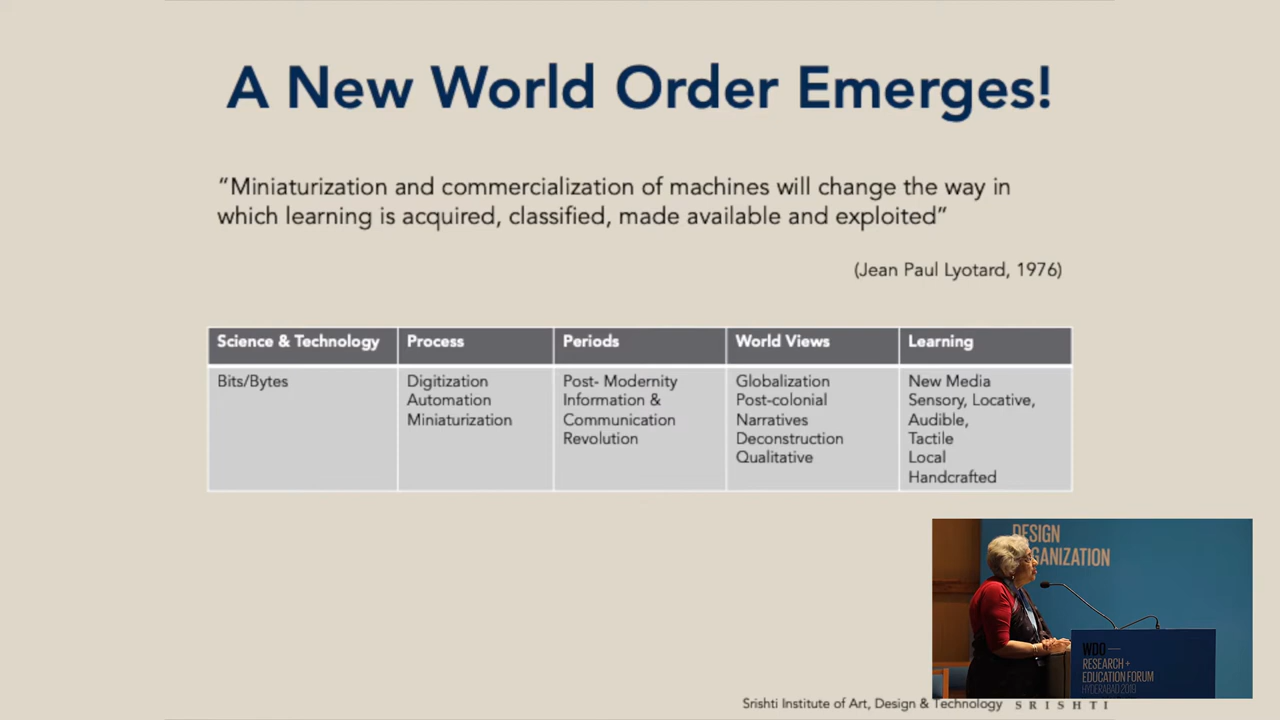 A New World Order Emerges!
“Miniaturization and commercialization of machines will change the way in
which learning is acquired, classified, made available and exploited”
(Jean Paul Lyotard, 1976)
Science & Technology
Process
Periods
World Views
Learning
Bits/Bytes
Digitization
Automation
Miniaturization
Post- Modernity
Information &
Communication
Revolution
Globalization
Post-colonial
Narratives
Deconstruction
Qualitative
New Media
Sensory, Locative,
Audible,
Tactile
Local
Handcrafted
DESIGN
GANIZATION
WDO—
RESEARCH +
EDUCATION FORUM
HYDERABAD 2019
Srishti Institute of Art, Design & Technology SRISHTI